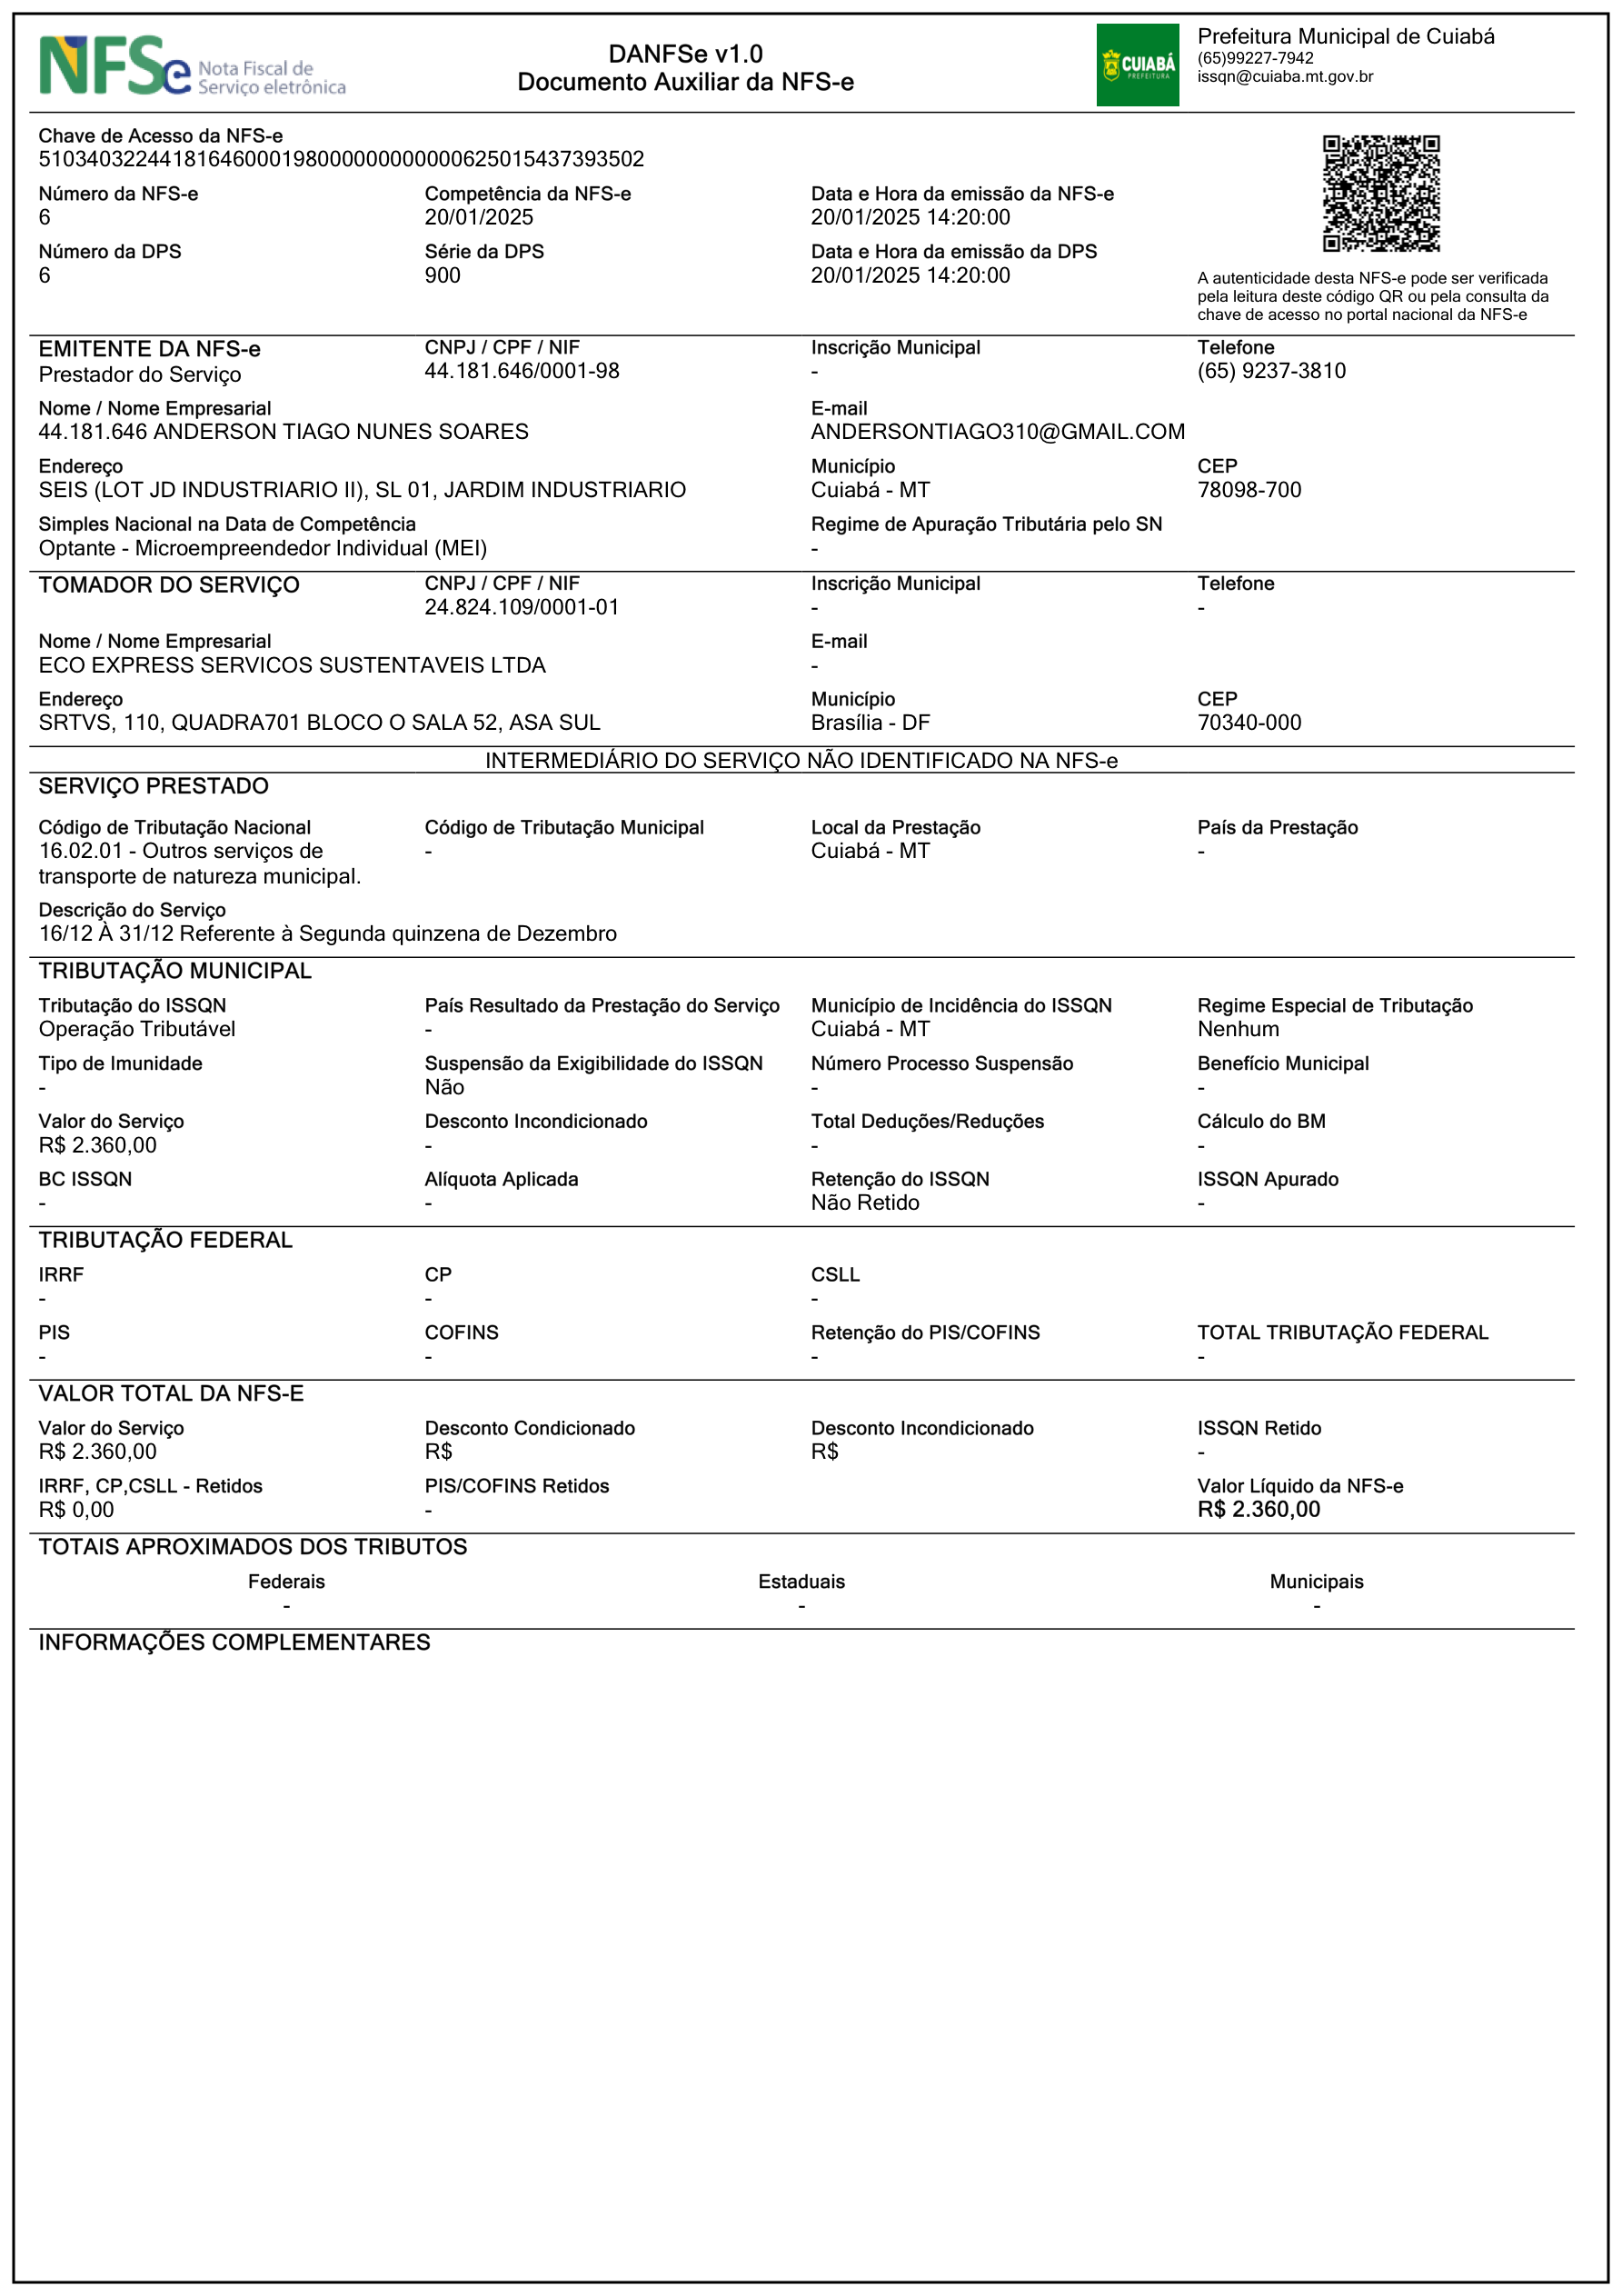 NFSe Nota Fiscal de
Serviço eletrônica
DANFSe v1.0
Documento Auxiliar da NFS-e
CUIABÁ
PREFEITURA
Prefeitura Municipal de Cuiabá
(65)99227-7942
issqn@cuiaba.mt.gov.br
Chave de Acesso da NFS-e
51034032244181646000198000000000000625015437393502
Número da NFS-e Competência da NFS-e Data e Hora da emissão da NFS-e
6 20/01/2025 20/01/2025 14:20:00
Número da DPS Série da DPS Data e Hora da emissão da DPS
6 900 20/01/2025 14:20:00
A autenticidade desta NFS-e pode ser verificada
pela leitura deste código QR ou pela consulta da
chave de acesso no portal nacional da NFS-e
EMITENTE DA NFS-e CNPJ / CPF / NIF Inscrição Municipal Telefone
Prestador do Serviço 44.181.646/0001-98 - (65) 9237-3810
Nome / Nome Empresarial E-mail
44.181.646 ANDERSON TIAGO NUNES SOARES ANDERSONTIAGO310@GMAIL.COM
Endereço Município CEP
SEIS (LOT JD INDUSTRIARIO II), SL 01, JARDIM INDUSTRIARIO Cuiabá - MT 78098-700
Simples Nacional na Data de Competência Regime de Apuração Tributária pelo SN
Optante - Microempreendedor Individual (MEI) -
TOMADOR DO SERVIÇO CNPJ / CPF / NIF Inscrição Municipal Telefone
24.824.109/0001-01 - -
Nome / Nome Empresarial E-mail
ECO EXPRESS SERVICOS SUSTENTAVEIS LTDA -
Endereço Município CEP
SRTVS, 110, QUADRA701 BLOCO O SALA 52, ASA SUL Brasília - DF 70340-000
INTERMEDIÁRIO DO SERVIÇO NÃO IDENTIFICADO NA NFS-e
SERVIÇO PRESTADO
Código de Tributação Nacional Código de Tributação Municipal Local da Prestação País da Prestação
16.02.01 - Outros serviços de - Cuiabá - MT -
transporte de natureza municipal.
Descrição do Serviço
16/12 À 31/12 Referente à Segunda quinzena de Dezembro
TRIBUTAÇÃO MUNICIPAL
Tributação do ISSQN País Resultado da Prestação do Serviço Município de Incidência do ISSQN Regime Especial de Tributação
Operação Tributável - Cuiabá - MT Nenhum
Tipo de Imunidade Suspensão da Exigibilidade do ISSQN Número Processo Suspensão Benefício Municipal
- Não - -
Valor do Serviço Desconto Incondicionado Total Deduções/Reduções Cálculo do BM
R$ 2.360,00 - - -
BC ISSQN Alíquota Aplicada Retenção do ISSQN ISSQN Apurado
- - Não Retido -
TRIBUTAÇÃO FEDERAL
IRRF CP CSLL
- - -
PIS COFINS Retenção do PIS/COFINS TOTAL TRIBUTAÇÃO FEDERAL
- - - -
VALOR TOTAL DA NFS-E
Valor do Serviço Desconto Condicionado Desconto Incondicionado ISSQN Retido
R$ 2.360,00 R$ R$ -
IRRF, CP,CSLL - Retidos PIS/COFINS Retidos Valor Líquido da NFS-e
R$ 0,00 - R$ 2.360,00
TOTAIS APROXIMADOS DOS TRIBUTOS
Federais Estaduais Municipais
- - -
INFORMAÇÕES COMPLEMENTARES